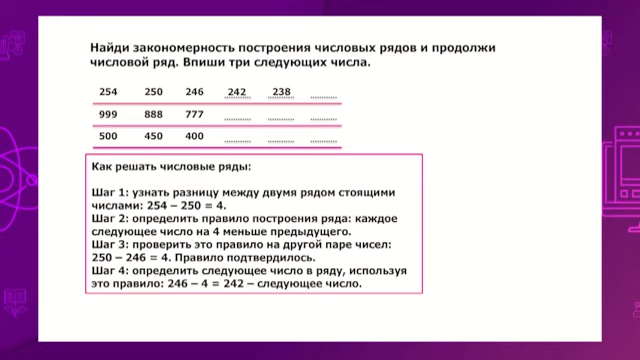 Найди закономерность построения числовых рядов и продолжи
числовой ряд. Впиши три следующих числа.
254 250 246 242 238 ............
999 888 777 ............ ............ ............
500 450 400 ............ ............ ............
Как решать числовые ряды:
Шаг 1: узнать разницу между двумя рядом стоящими
числами: 254 – 250 = 4.
Шаг 2: определить правило построения ряда: каждое
следующее число на 4 меньше предыдущего.
Шаг 3: проверить это правило на другой паре чисел:
250 – 246 = 4. Правило подтвердилось.
Шаг 4: определить следующее число в ряду, используя
это правило: 246 – 4 = 242 – следующее число.